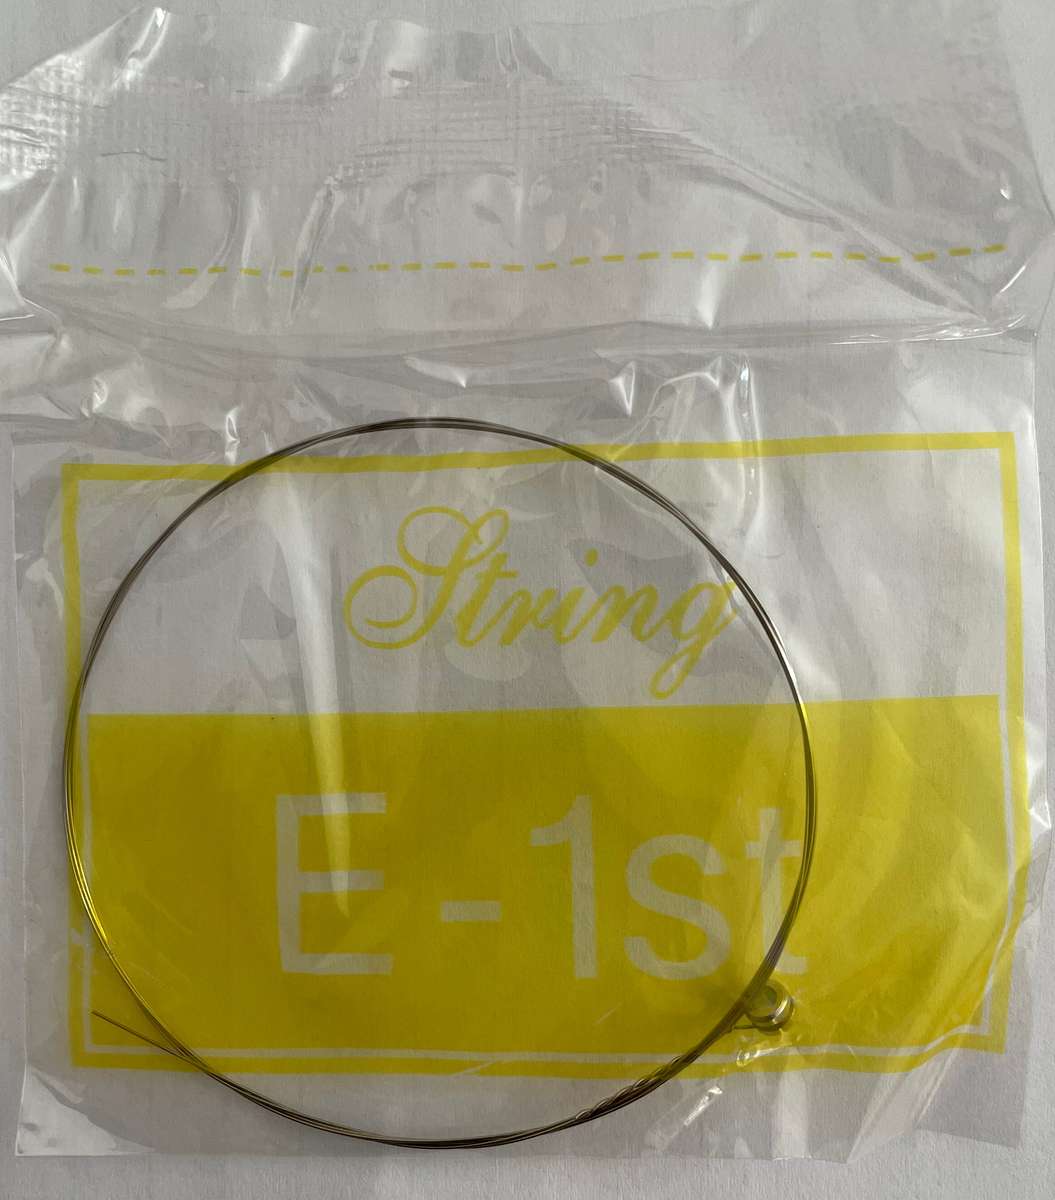 String
E - 1st